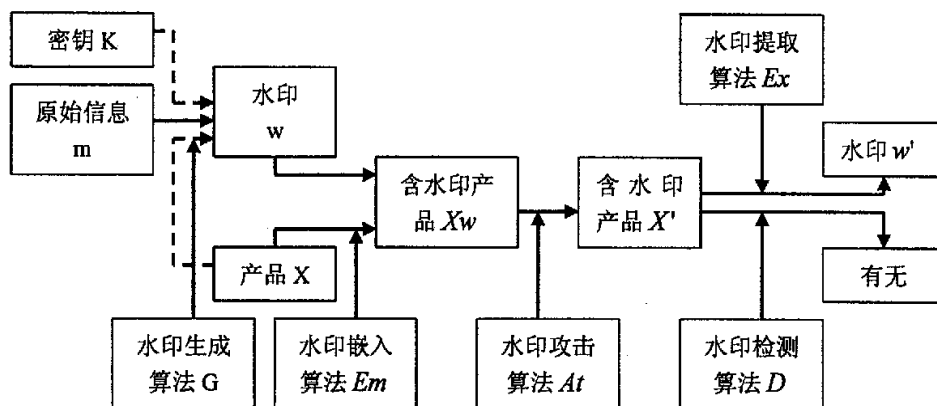 密钥 K
原始信息
m
水印
w
产品 X
含水印产
品 Xw
含 水 印
产品 X'
水印提取
算法 Ex
水印 w'
有无
水印生成
算法 G
水印嵌入
算法 Em
水印攻击
算法 At
水印检测
算法 D